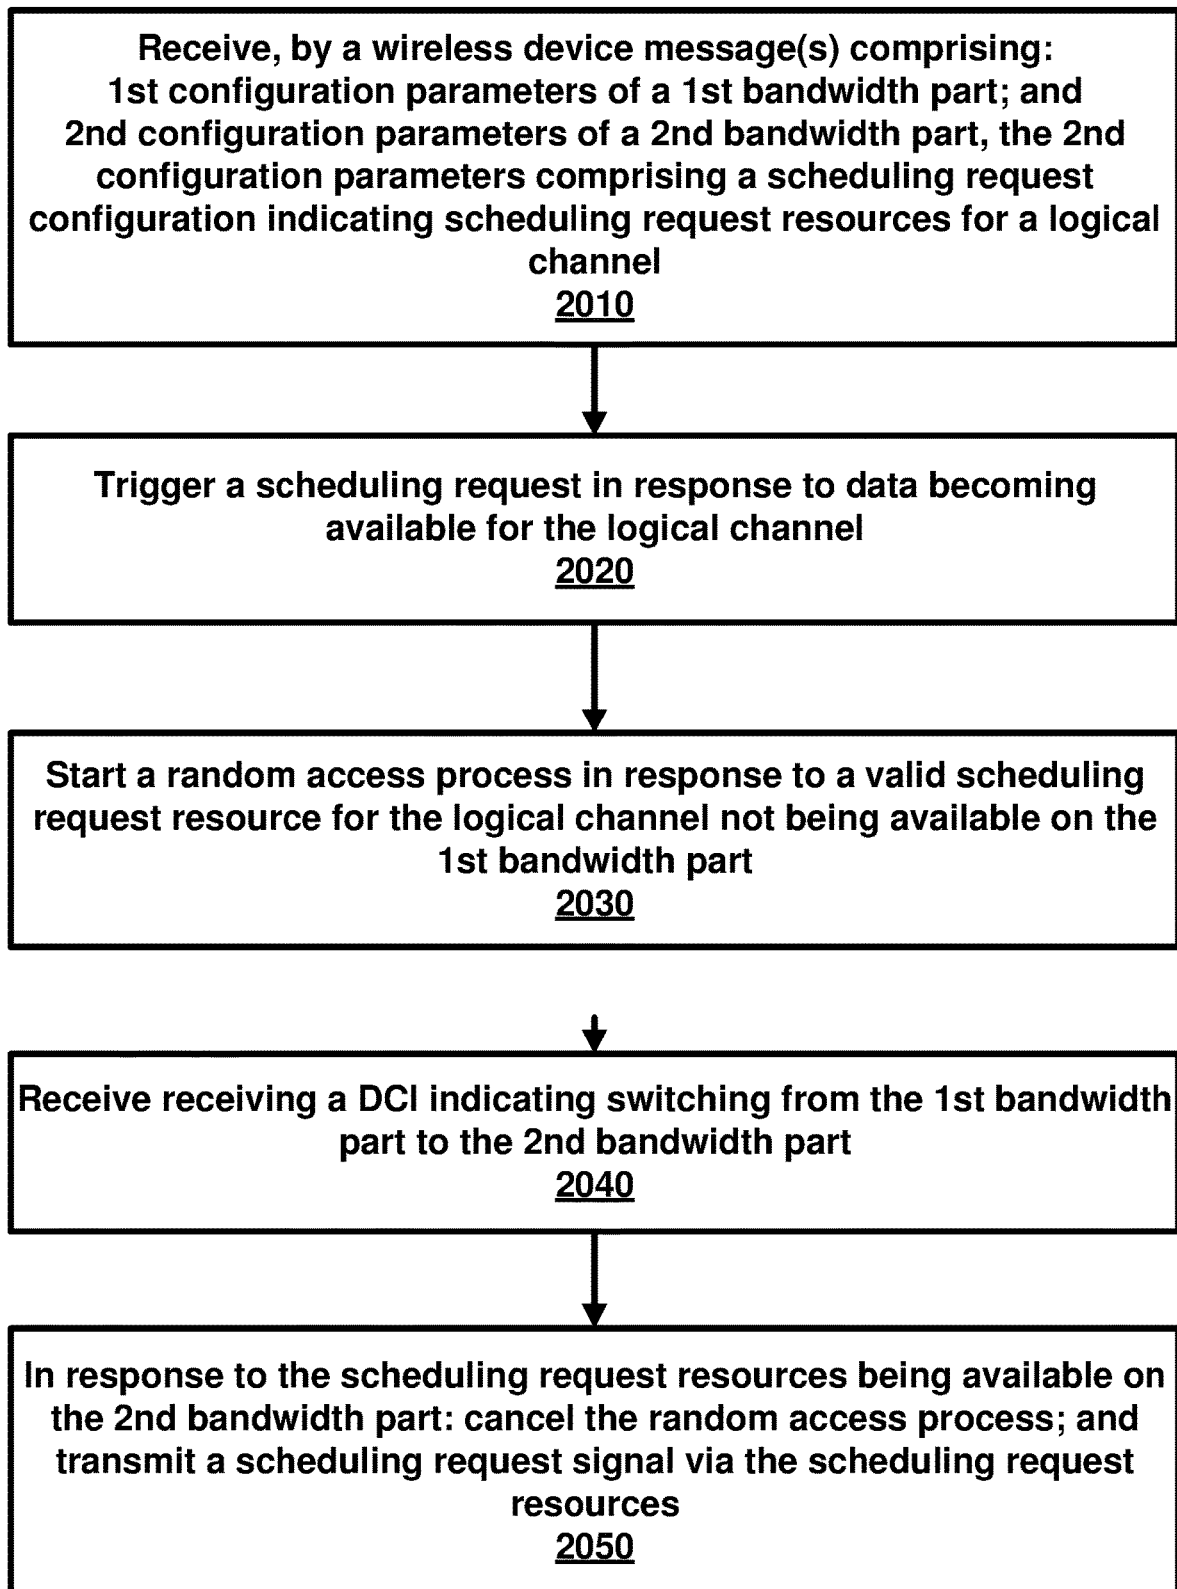 Receive, by a wireless device message(s) comprising:
1st configuration parameters of a 1st bandwidth part; and
2nd configuration parameters of a 2nd bandwidth part, the 2nd
configuration parameters comprising a scheduling request
configuration indicating scheduling request resources for a logical
channel
2010
Trigger a scheduling request in response to data becoming
available for the logical channel
2020
Start a random access process in response to a valid scheduling
request resource for the logical channel not being available on the
1st bandwidth part
2030
Receive receiving a DCI indicating switching from the 1st bandwidth
part to the 2nd bandwidth part
2040
In response to the scheduling request resources being available on
the 2nd bandwidth part: cancel the random access process; and
transmit a scheduling request signal via the scheduling request
resources
2050